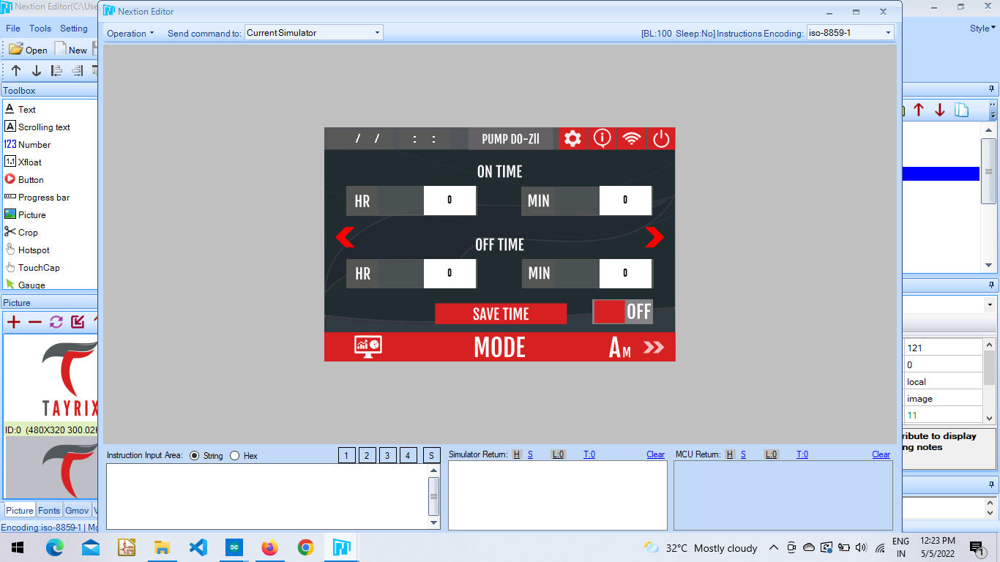 Nextion Editor(C:\Use
Nextion Editor
File Tools Setting
Style
Operation Send command to: Current Simulator
[BL:100 Sleep:No] Instructions Encoding: iso-8859-1
Open New
Toolbox
Text
Scrolling text
Number
Xfloat
Button
Progress bar
Picture
Crop
Hotspot
TouchCap
Gauge
/ / : : PUMP D0-Z11
ON TIME
HR 0 MIN 0
OFF TIME
HR 0 MIN 0
SAVE TIME OFF
MODE AM
Picture
TAYRIX
ID:0 (480X320 300.02
Picture Fonts Gmov
Encoding:iso-8859-1 | Mo
121
0
local
image
11
ribute to display
ng notes
Instruction Input Area: String Hex 1 2 3 4 S
Simulator Return: H S L:0 T:0 Clear
MCU Return: H S L:0 T:0 Clear
32°C Mostly cloudy
ENG
IN
12:23 PM
5/5/2022
1